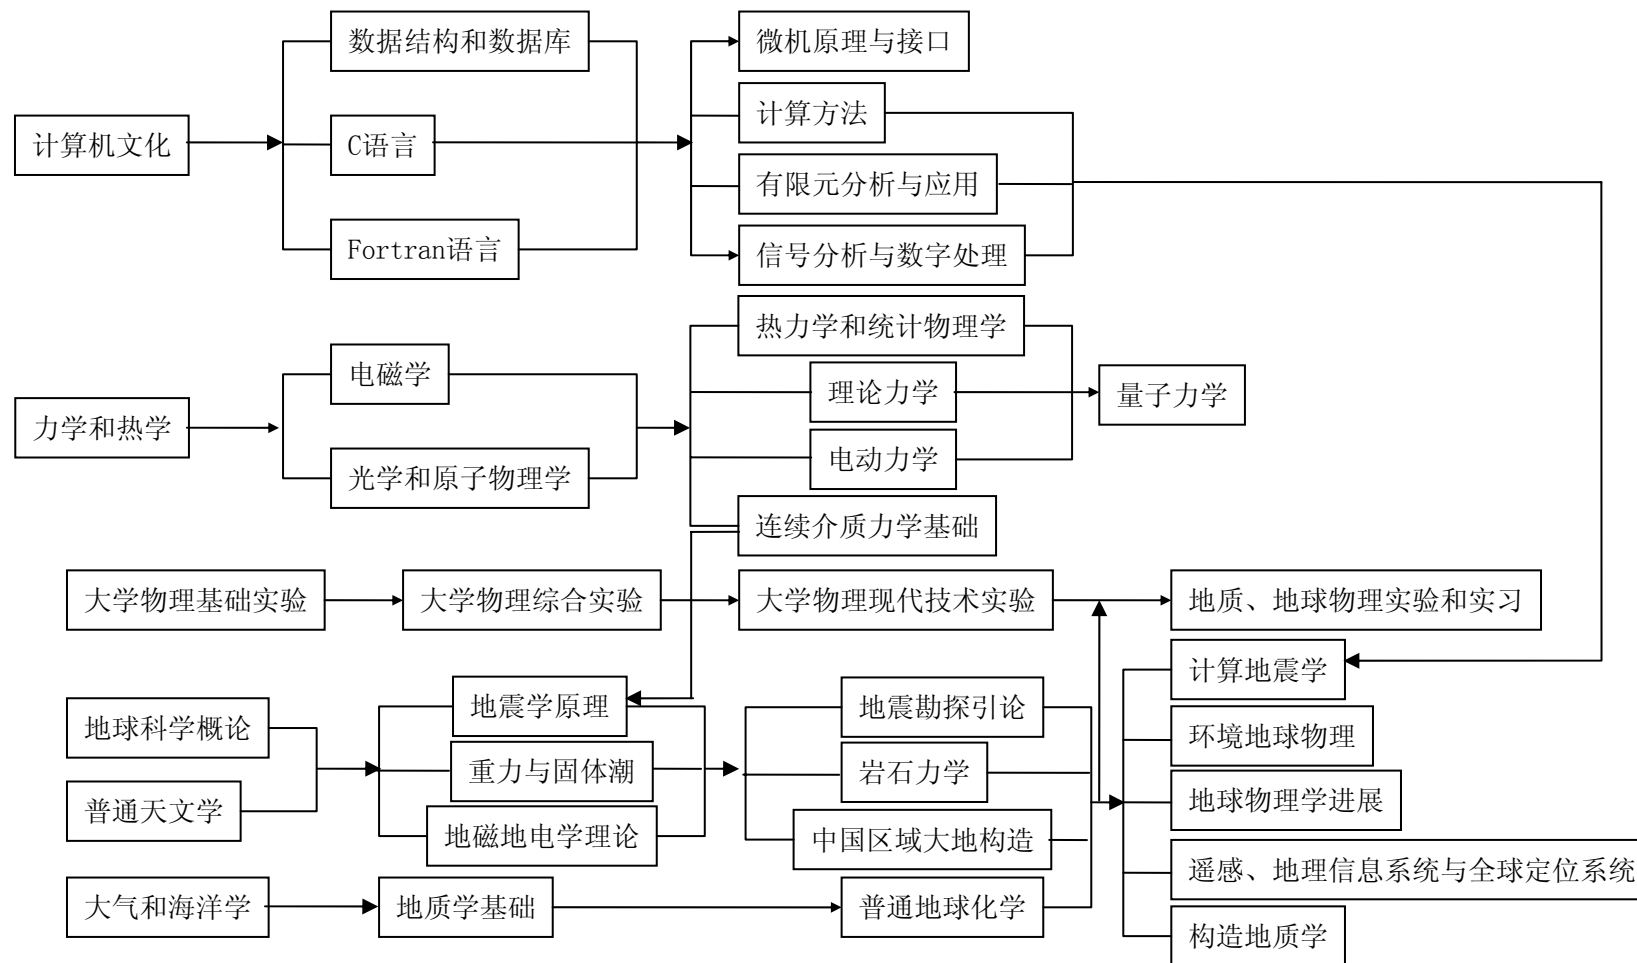 数据结构和数据库
微机原理与接口
计算方法
计算机文化
C语言
有限元分析与应用
Fortran语言
信号分析与数字处理
热力学和统计物理学
电磁学
理论力学
量子力学
力学和热学
电动力学
光学和原子物理学
连续介质力学基础
大学物理基础实验
大学物理综合实验
大学物理现代技术实验
地质、地球物理实验和实习
计算地震学
地震学原理
地震勘探引论
地球科学概论
环境地球物理
重力与固体潮
岩石力学
普通天文学
地球物理学进展
地磁地电学理论
中国区域大地构造
遥感、地理信息系统与全球定位系统
大气和海洋学
地质学基础
普通地球化学
构造地质学